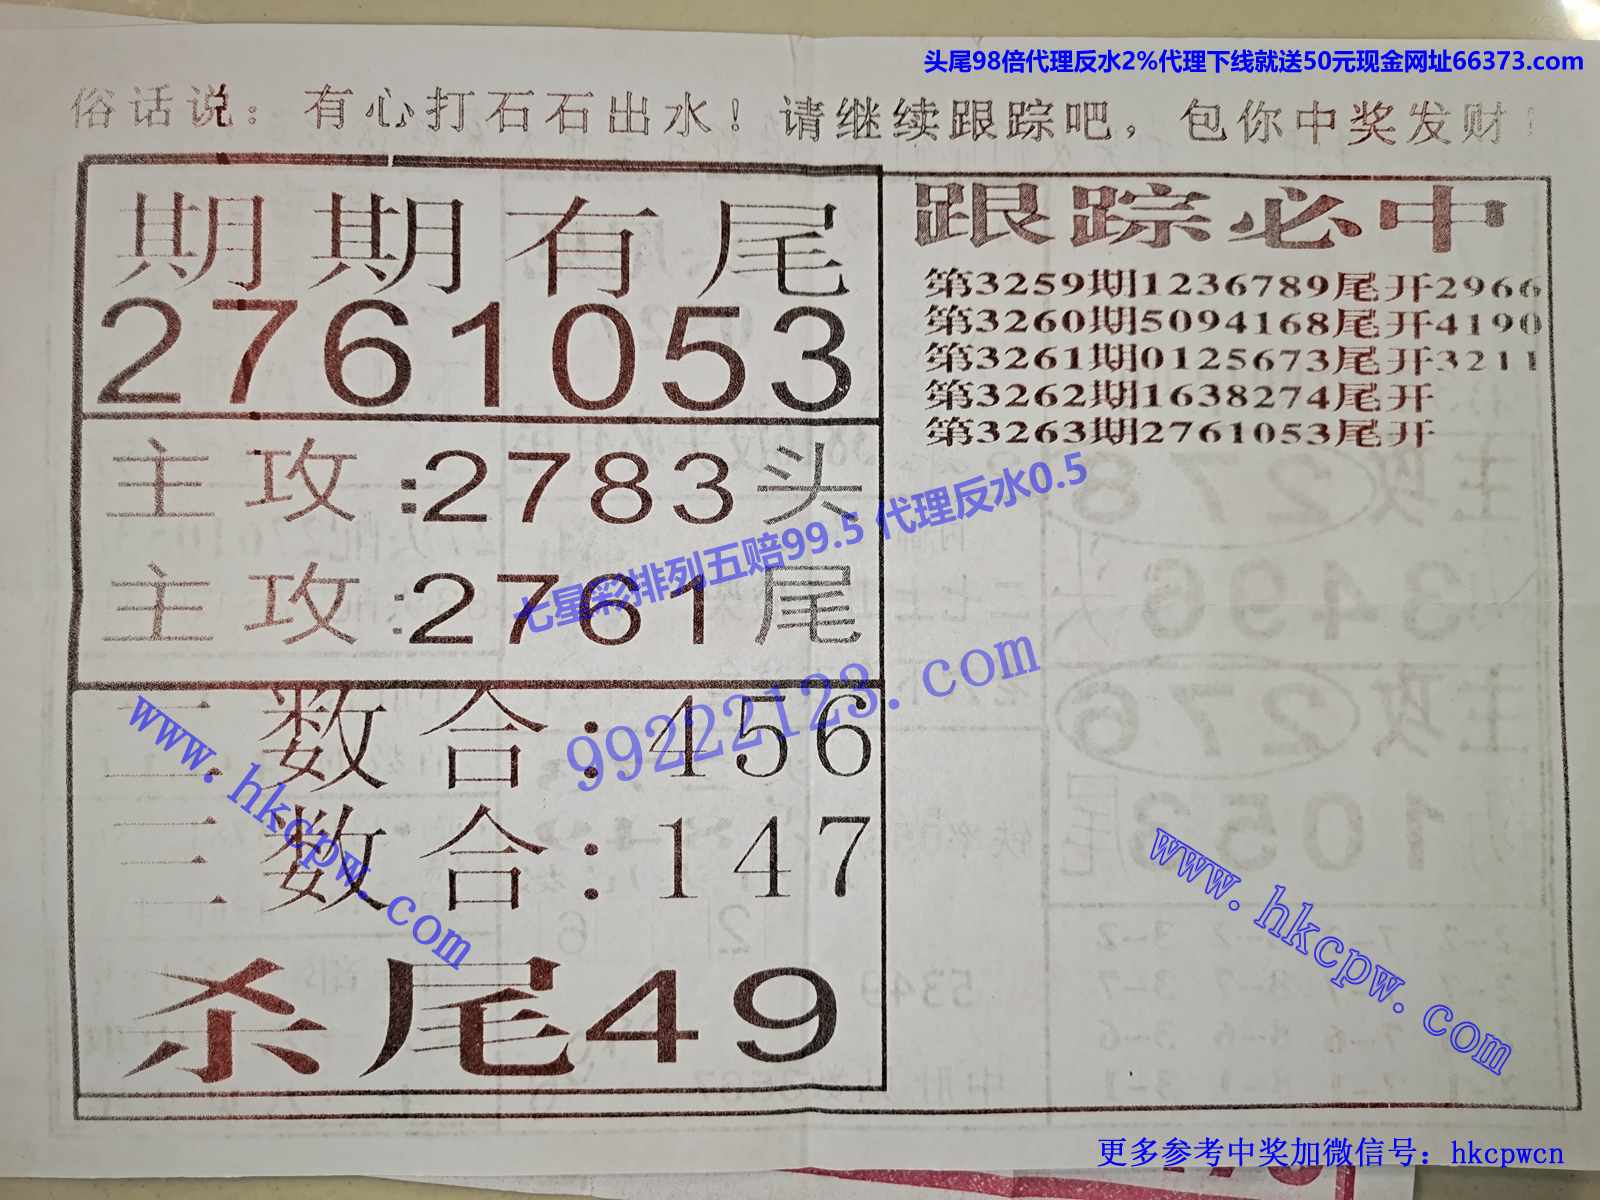 头尾98倍代理反水2%代理下线就送50元现金网址66373.com
俗话说：有心打石石出水！请继续跟踪吧，包你中奖发财！
期期有尾
2761053
主攻:2783头
主攻:2761尾
二数合:456
三数合:147
杀尾49
跟踪必中
第3259期1236789尾开2966
第3260期5094168尾开4190
第3261期0125673尾开3211
第3262期1638274尾开
第3263期2761053尾开
七星彩排列五赔99.5 代理反水0.5
99222123.com
www.hkcpw.com
www.hkcpw.com
更多参考中奖加微信号：hkcpwcn